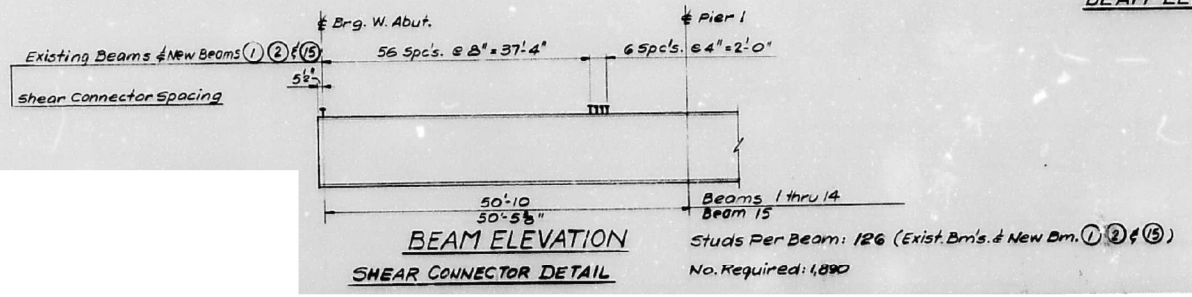 BEAM ELE
℄ Brg. W. Abut.
℄ Pier 1
Existing Beams & New Beams ① ② & ⑮
56 Spc's. @ 8" = 37'-4"
6 Spc's. @ 4" = 2'-0"
5½"
Shear Connector Spacing
50'-10
50'-5⅝"
Beams 1 thru 14
Beam 15
BEAM ELEVATION
Studs Per Beam: 126 (Exist. Bm's. & New Bm. ① ② & ⑮)
SHEAR CONNECTOR DETAIL
No. Required: 1,890